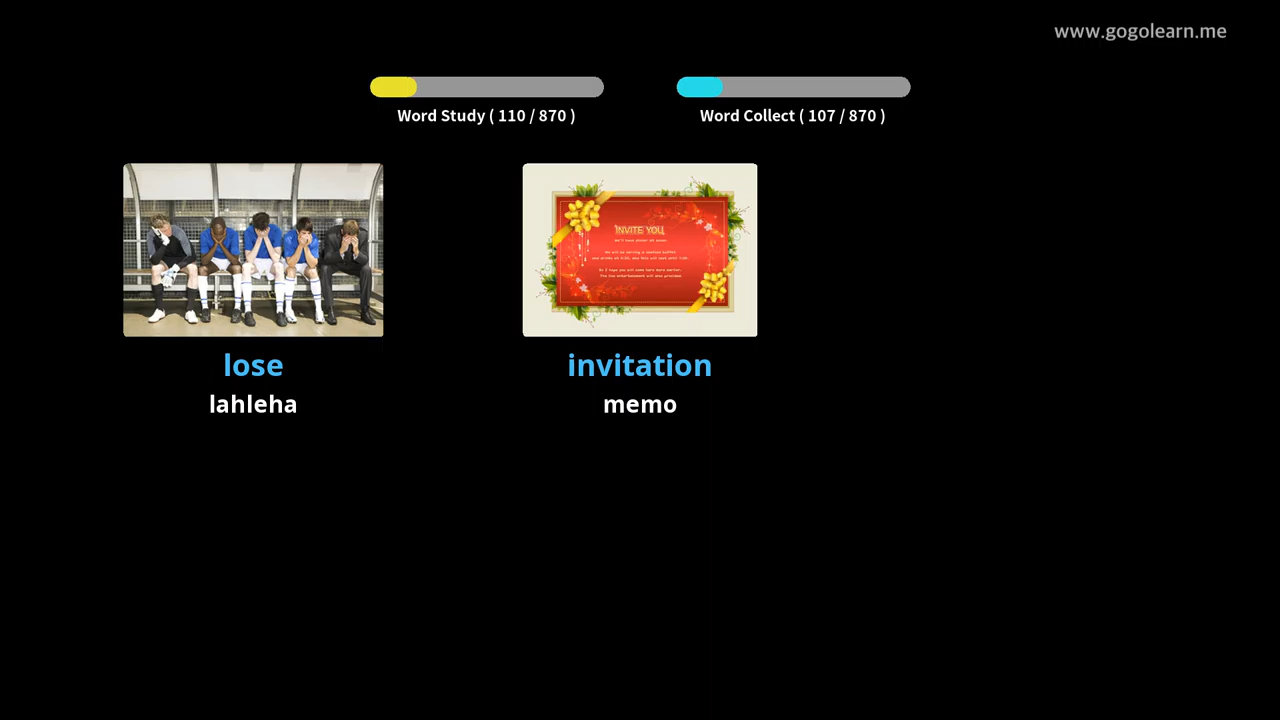 www.gogolearn.me
Word Study ( 110 / 870 )
Word Collect ( 107 / 870 )
INVITE YOU
lose
invitation
lahleha
memo